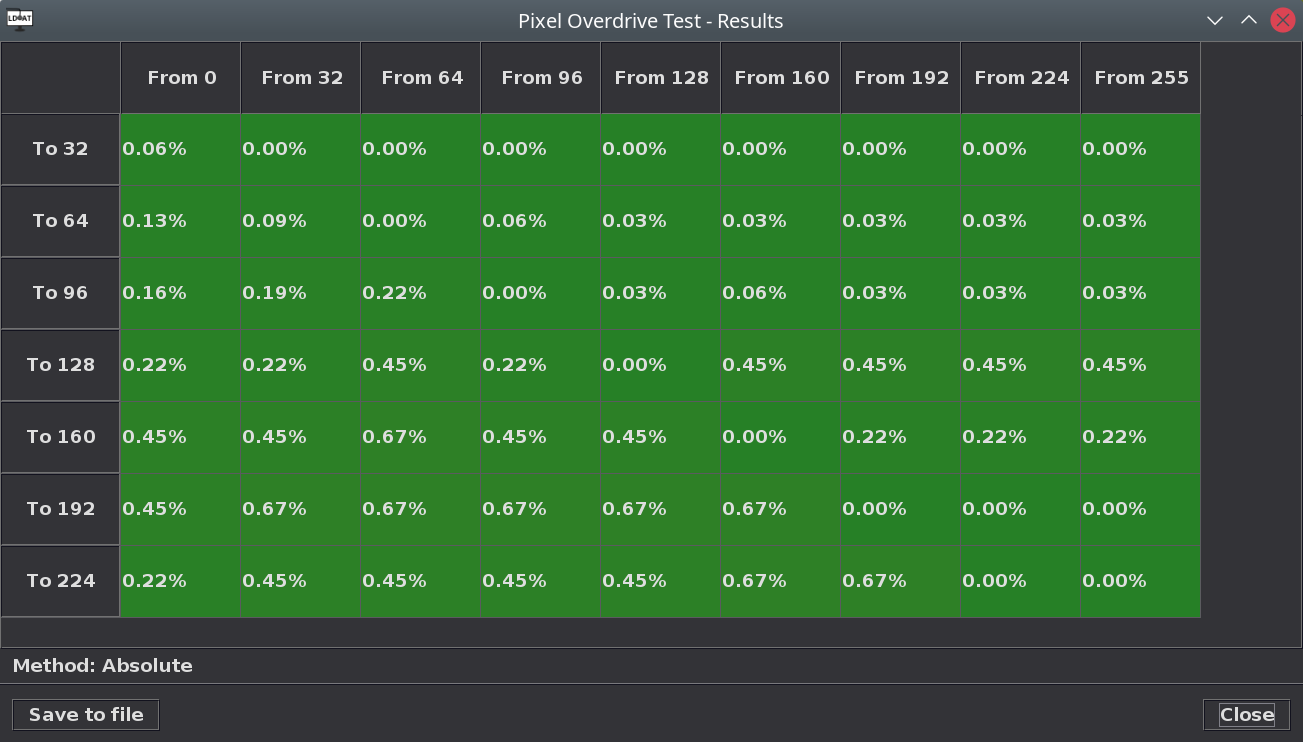 LDAT
Pixel Overdrive Test - Results
From 0 From 32 From 64 From 96 From 128 From 160 From 192 From 224 From 255
To 32 0.06% 0.00% 0.00% 0.00% 0.00% 0.00% 0.00% 0.00% 0.00%
To 64 0.13% 0.09% 0.00% 0.06% 0.03% 0.03% 0.03% 0.03% 0.03%
To 96 0.16% 0.19% 0.22% 0.00% 0.03% 0.06% 0.03% 0.03% 0.03%
To 128 0.22% 0.22% 0.45% 0.22% 0.00% 0.45% 0.45% 0.45% 0.45%
To 160 0.45% 0.45% 0.67% 0.45% 0.45% 0.00% 0.22% 0.22% 0.22%
To 192 0.45% 0.67% 0.67% 0.67% 0.67% 0.67% 0.00% 0.00% 0.00%
To 224 0.22% 0.45% 0.45% 0.45% 0.45% 0.67% 0.67% 0.00% 0.00%
Method: Absolute
Save to file Close